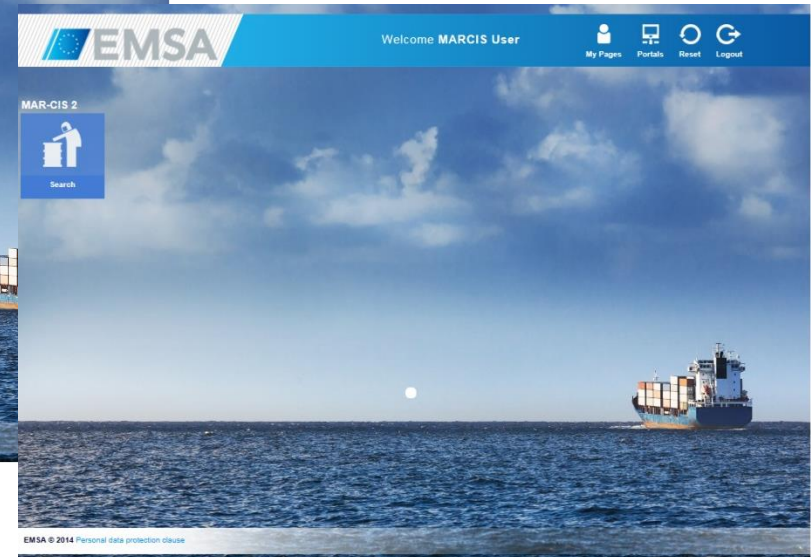 EMSA
Welcome MARCIS User
My Pages Portals Reset Logout
MAR-CIS 2
Search
EMSA © 2014 Personal data protection clause